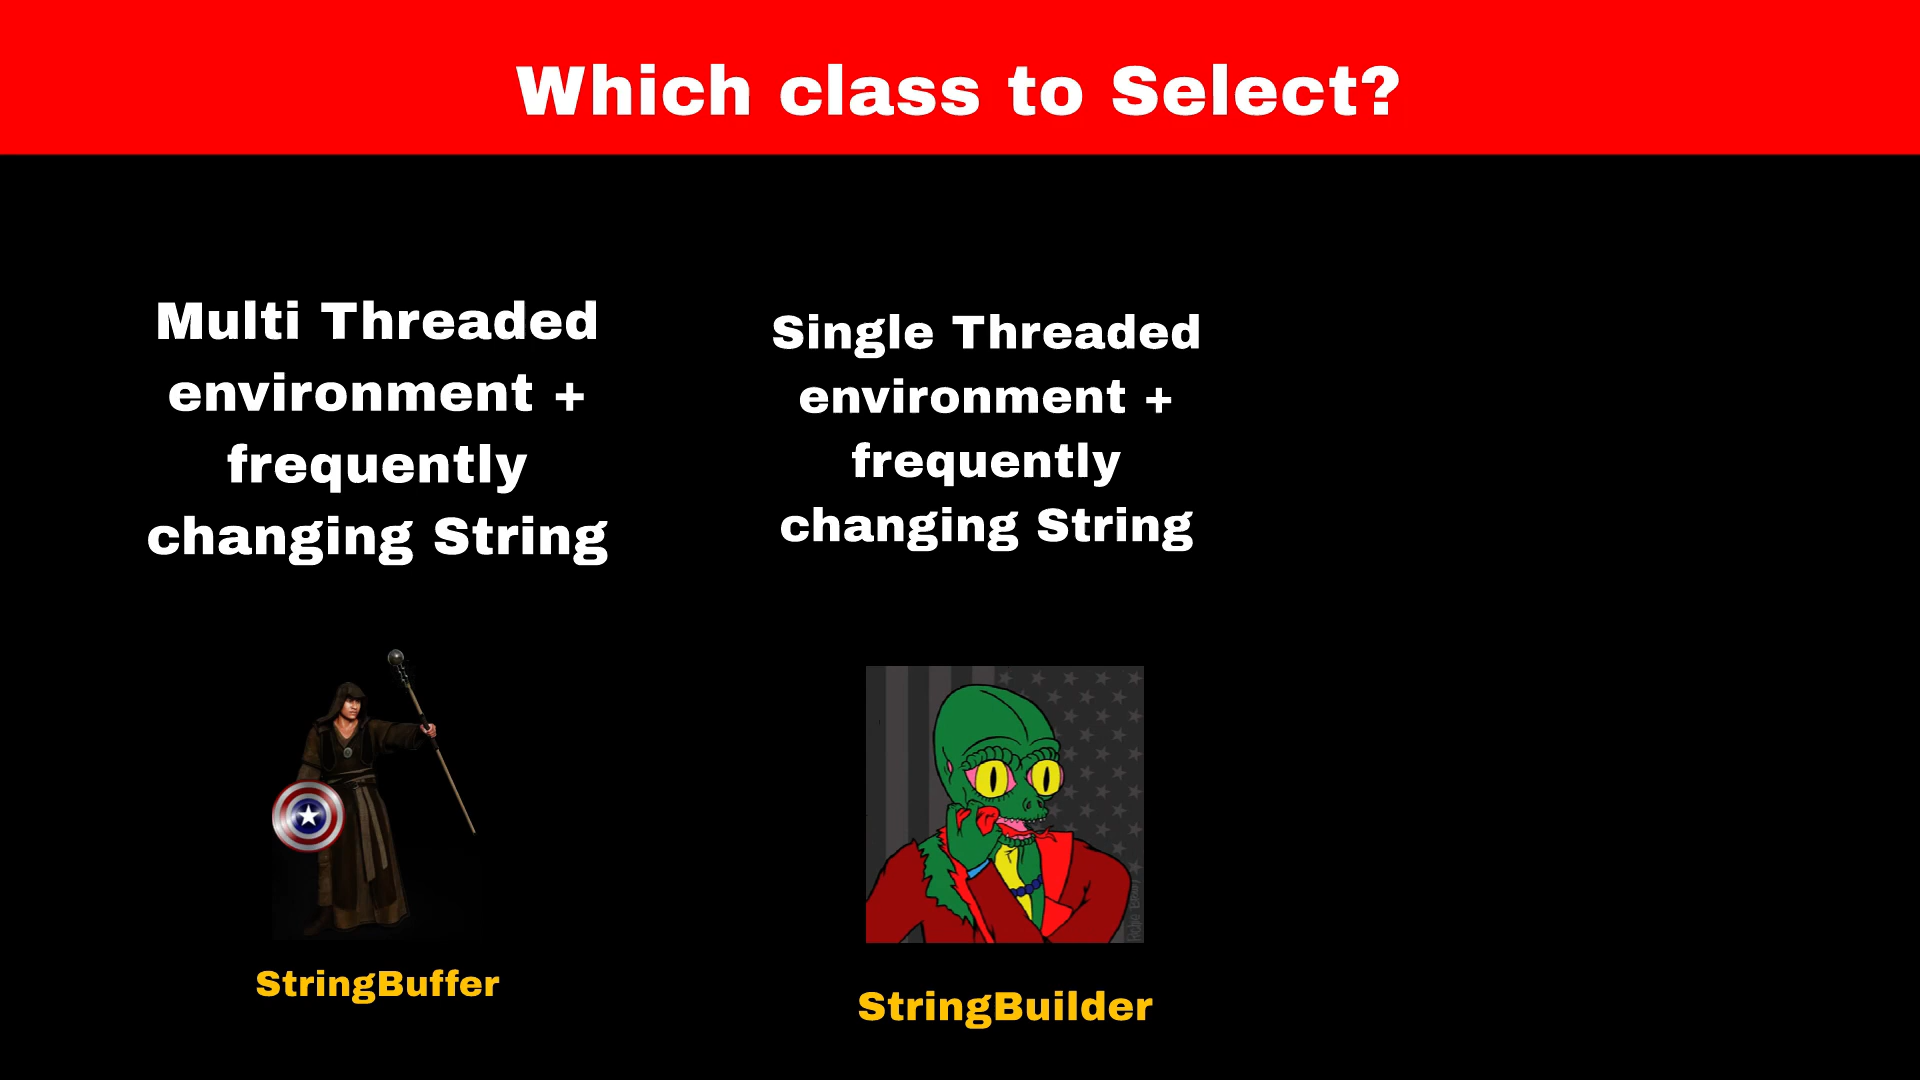 Which class to Select?
Multi Threaded
environment +
frequently
changing String
Single Threaded
environment +
frequently
changing String
StringBuffer
StringBuilder